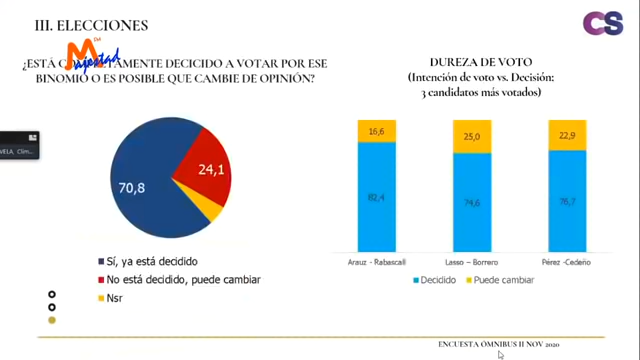 III. ELECCIONES
CS
DM
Majestad
¿ESTÁ COMPLETAMENTE DECIDIDO A VOTAR POR ESE
BINOMIO O ES POSIBLE QUE CAMBIE DE OPINIÓN?
70,8
24,1
Sí, ya está decidido
No está decidido, puede cambiar
Nsr
DUREZA DE VOTO
(Intención de voto vs. Decisión:
3 candidatos más votados)
16,6
25,0
22,9
82,4
74,6
76,7
Arauz - Rabascall
Lasso – Borrero
Pérez -Cedeño
Decidido
Puede cambiar
ENCUESTA ÓMNIBUS II NOV 2020